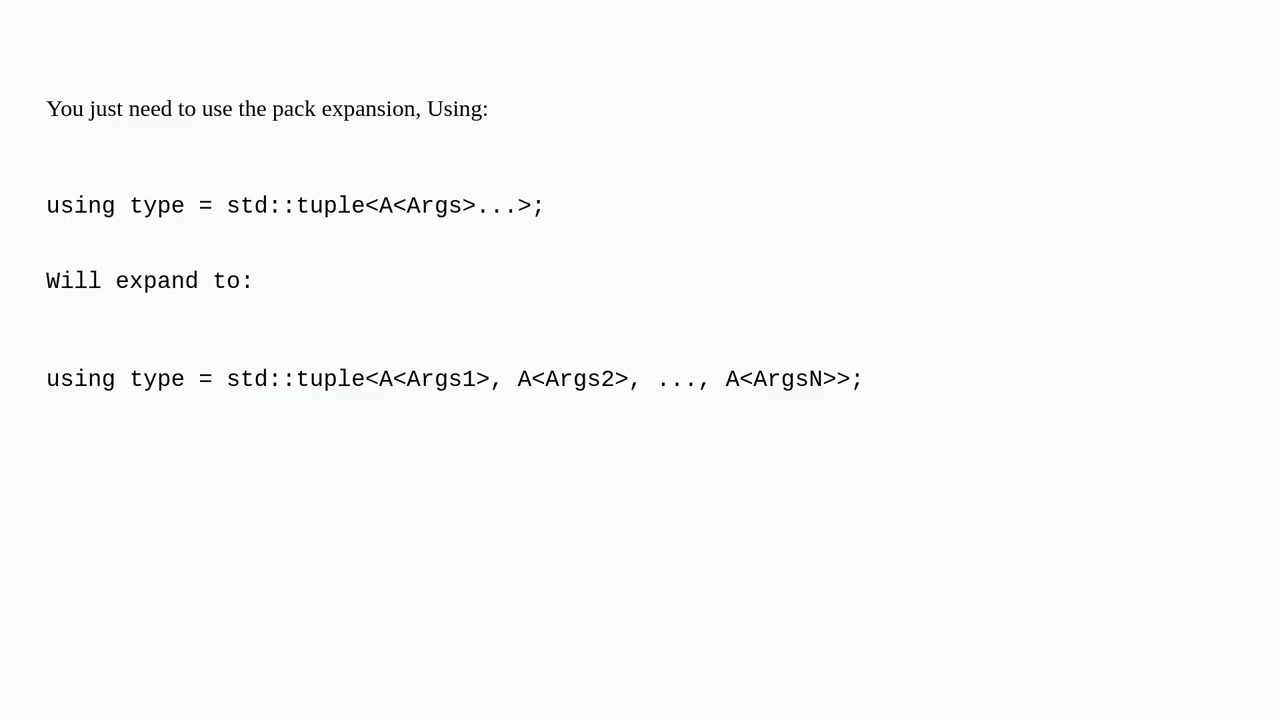 You just need to use the pack expansion, Using:
using type = std::tuple<A<Args>...>;
Will expand to:
using type = std::tuple<A<Args1>, A<Args2>, ..., A<ArgsN>>;